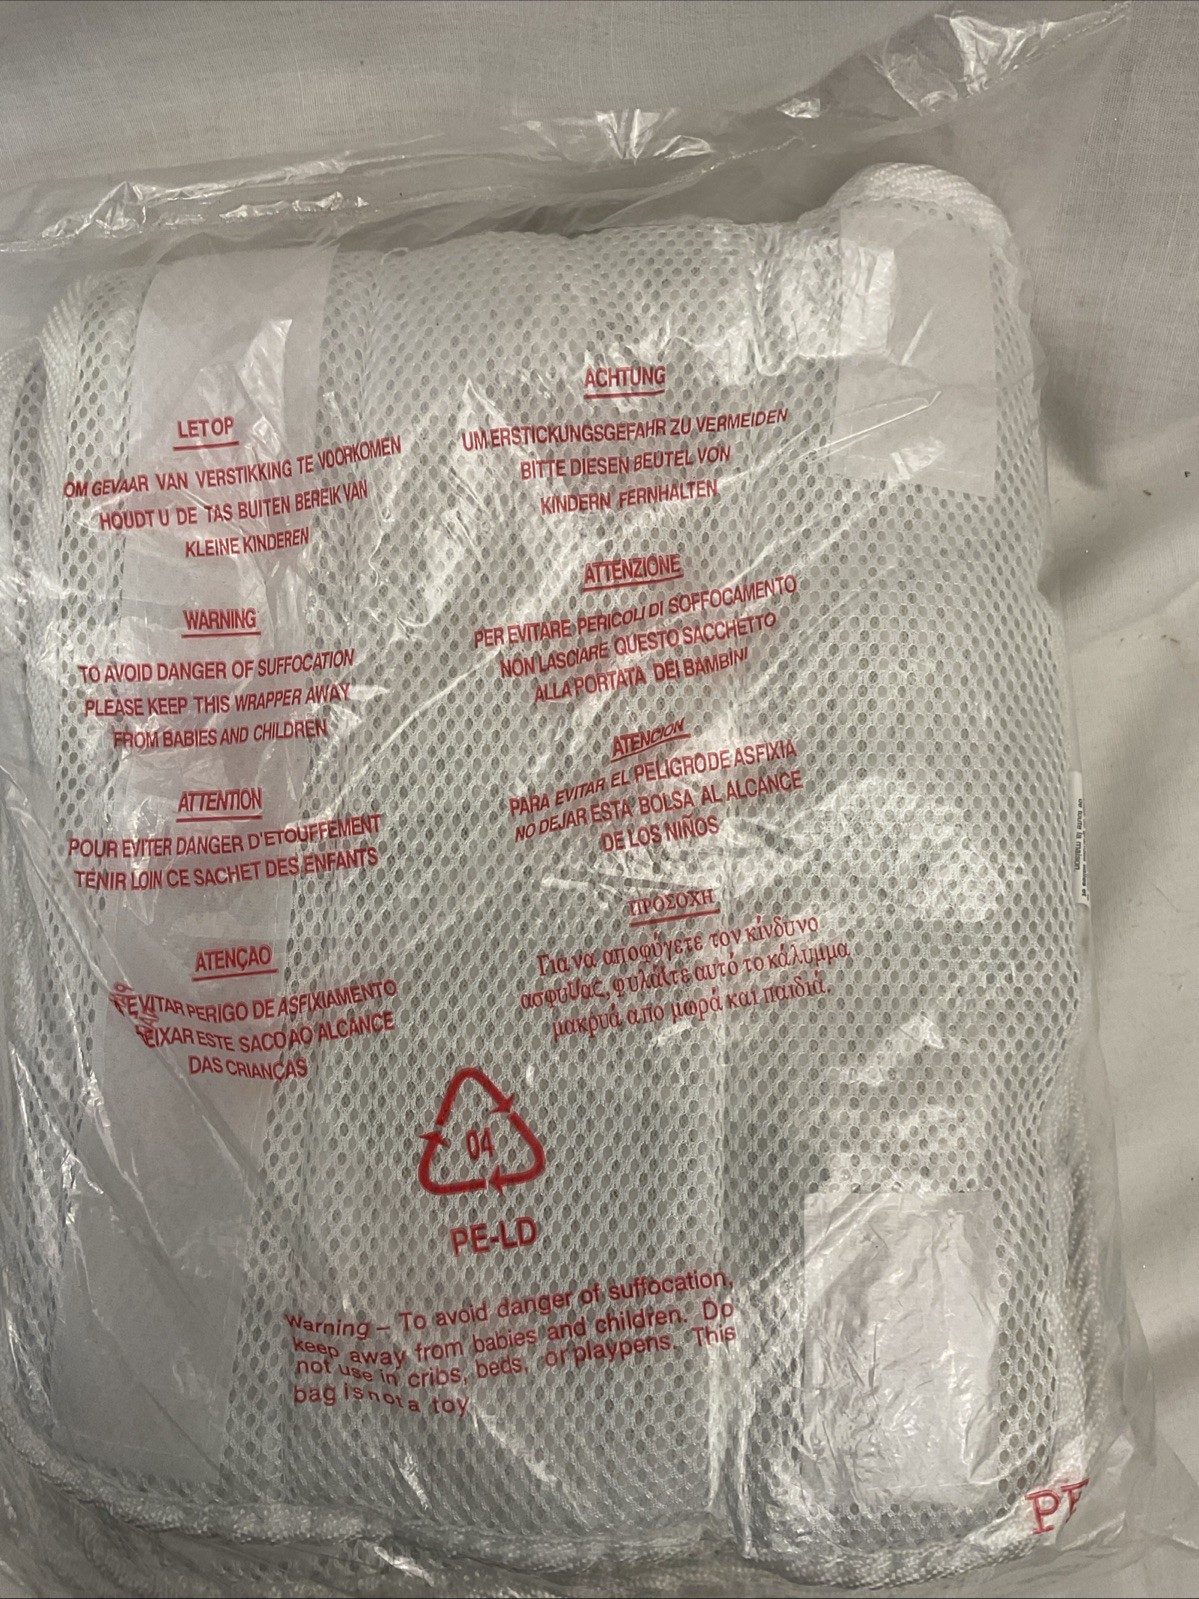 LET OP
OM GEVAAR VAN VERSTIKKING TE VOORKOMEN
HOUDT U DE TAS BUITEN BEREIK VAN
KLEINE KINDEREN
WARNING
TO AVOID DANGER OF SUFFOCATION
PLEASE KEEP THIS WRAPPER AWAY
FROM BABIES AND CHILDREN
ATTENTION
POUR EVITER DANGER D'ETOUFFEMENT
TENIR LOIN CE SACHET DES ENFANTS
ATENÇAO
EVITAR PERIGO DE ASFIXIAMENTO
EIXAR ESTE SACO AO ALCANCE
DAS CRIANÇAS
ACHTUNG
UM ERSTICKUNGSGEFAHR ZU VERMEIDEN
BITTE DIESEN BEUTEL VON
KINDERN FERNHALTEN
ATTENZIONE
PER EVITARE PERICOLI DI SOFFOCAMENTO
NON LASCIARE QUESTO SACCHETTO
ALLA PORTATA DEI BAMBINI
ATENCION
PARA EVITAR EL PELIGRO DE ASFIXIA
NO DEJAR ESTA BOLSA AL ALCANCE
DE LOS NIÑOS
ΠΡΟΣΟΧΗ
Για να αποφύγετε τον κίνδυνο
αυτό το κάλυμμα
μακρυά απο μωρά και παιδιά.
04
PE-LD
Warning – To avoid danger of suffocation,
keep away from babies and children. Do
not use in cribs, beds, or playpens. This
bag is not a toy
de toute la maison
PE